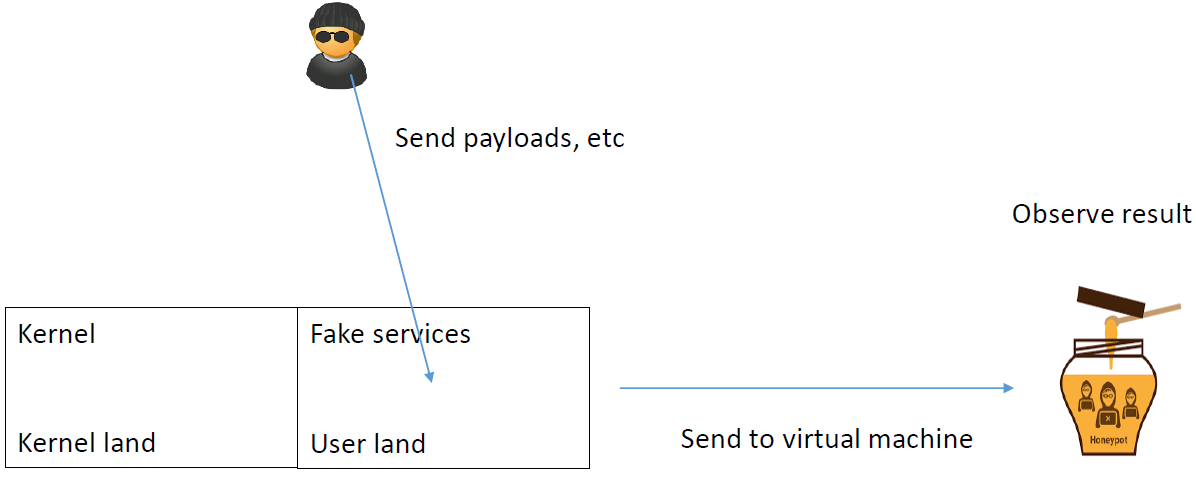 Send payloads, etc
Observe result
Kernel
Fake services
Kernel land
User land
Send to virtual machine
Honeypot